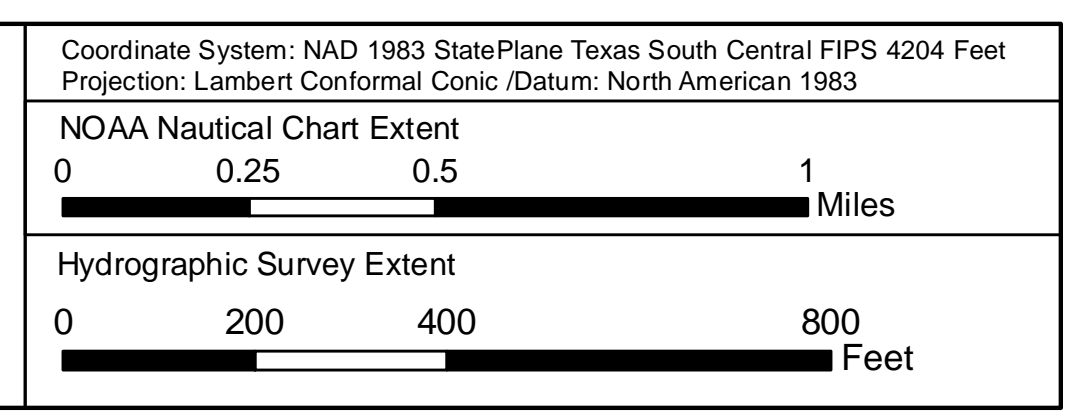 Coordinate System: NAD 1983 StatePlane Texas South Central FIPS 4204 Feet
Projection: Lambert Conformal Conic /Datum: North American 1983
NOAA Nautical Chart Extent
0 0.25 0.5 1
Miles
Hydrographic Survey Extent
0 200 400 800
Feet